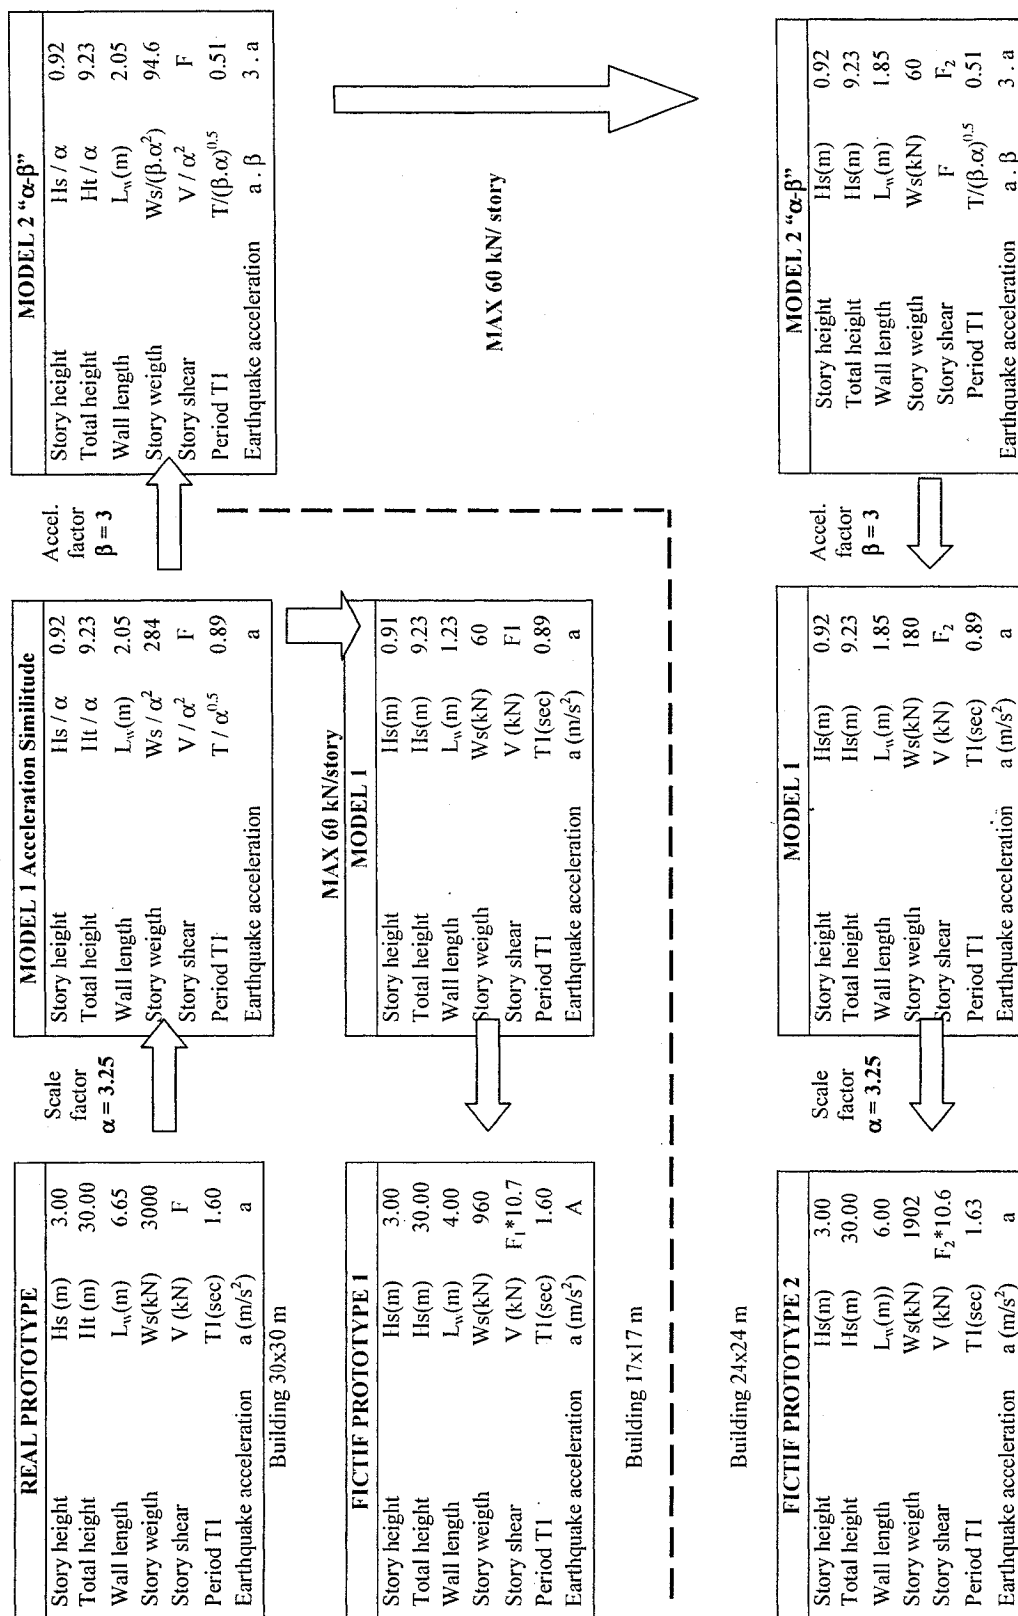 REAL PROTOTYPE
Story height Hs (m) 3.00
Total height Ht (m) 30.00
Wall length Lw(m) 6.65
Story weigth Ws(kN) 3000
Story shear V (kN) F
Period T1 T1(sec) 1.60
Earthquake acceleration a (m/s²) a
Building 30x30 m
Scale
factor
α = 3.25
MODEL 1 Acceleration Similitude
Story height Hs / α 0.92
Total height Ht / α 9.23
Wall length Lw(m) 2.05
Story weight Ws / α² 284
Story shear V / α² F
Period T1 T / α⁰·⁵ 0.89
Earthquake acceleration a
Accel.
factor
β = 3
MODEL 2 “α-β”
Story height Hs / α 0.92
Total height Ht / α 9.23
Wall length Lw(m) 2.05
Story weigth Ws/(β.α²) 94.6
Story shear V / α² F
Period T1 T/(β.α)⁰·⁵ 0.51
Earthquake acceleration a . β 3 . a
FICTIF PROTOTYPE 1
Story height Hs(m) 3.00
Total height Hs(m) 30.00
Wall length Lw(m) 4.00
Story weigth Ws(kN) 960
Story shear V (kN) F₁*10.7
Period T1 T1(sec) 1.60
Earthquake acceleration a (m/s²) A
Building 17x17 m
MAX 60 kN/story
MODEL 1
Story height Hs(m) 0.91
Total height Hs(m) 9.23
Wall length Lw(m) 1.23
Story weigth Ws(kN) 60
Story shear V (kN) F1
Period T1 T1(sec) 0.89
Earthquake acceleration a (m/s²) a
MAX 60 kN/ story
Building 24x24 m
FICTIF PROTOTYPE 2
Story height Hs(m) 3.00
Total height Hs(m) 30.00
Wall length Lw(m)) 6.00
Story weigth Ws(kN) 1902
Story shear V (kN) F₂*10.6
Period T1 T1(sec) 1.63
Earthquake acceleration a (m/s²) a
Scale
factor
α = 3.25
MODEL 1
Story height Hs(m) 0.92
Total height Hs(m) 9.23
Wall length Lw(m) 1.85
Story weigth Ws(kN) 180
Story shear V (kN) F₂
Period T1 T1(sec) 0.89
Earthquake acceleration a (m/s²) a
Accel.
factor
β = 3
MODEL 2 “α-β”
Story height Hs(m) 0.92
Total height Hs(m) 9.23
Wall length Lw(m) 1.85
Story weigth Ws(kN) 60
Story shear F F₂
Period T1 T/(β.α)⁰·⁵ 0.51
Earthquake acceleration a . β 3 . a